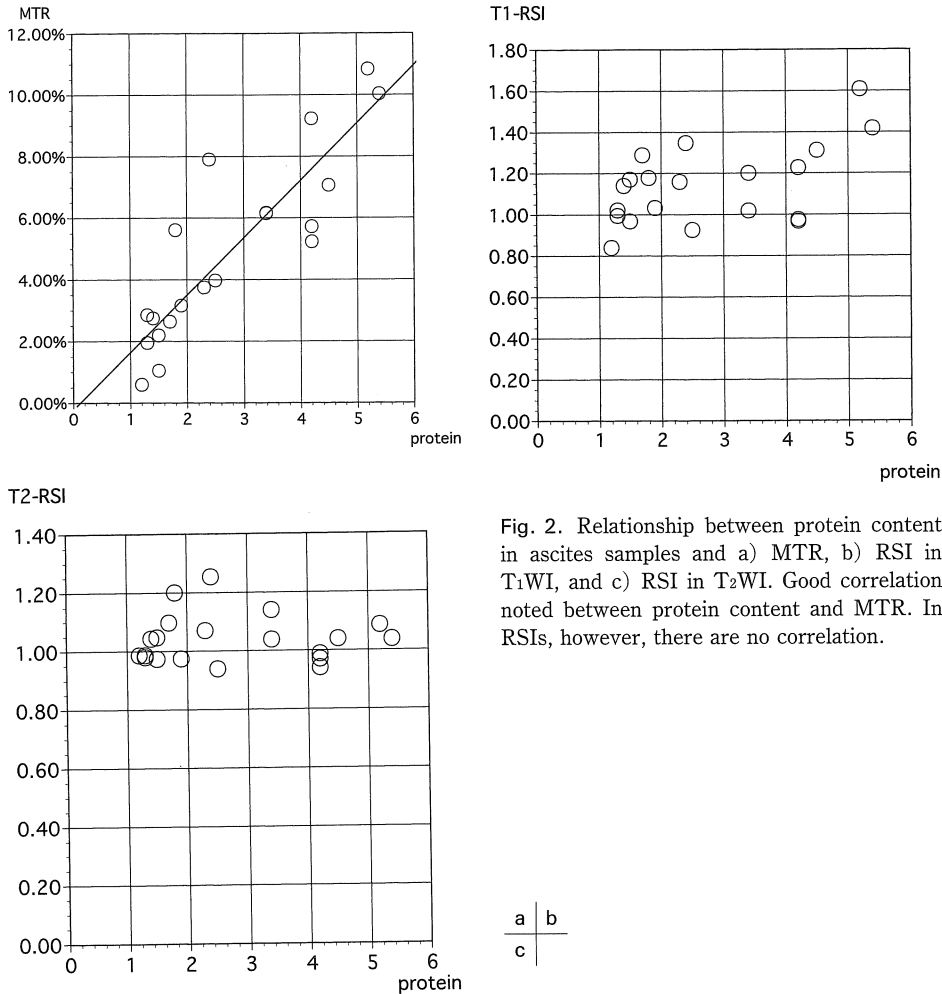 MTR
12.00%
10.00%
8.00%
6.00%
4.00%
2.00%
0.00%
0 1 2 3 4 5 6
protein
T1-RSI
1.80
1.60
1.40
1.20
1.00
0.80
0.60
0.40
0.20
0.00
0 1 2 3 4 5 6
protein
T2-RSI
1.40
1.20
1.00
0.80
0.60
0.40
0.20
0.00
0 1 2 3 4 5 6
protein
Fig. 2. Relationship between protein content
in ascites samples and a) MTR, b) RSI in
T1WI, and c) RSI in T2WI. Good correlation
noted between protein content and MTR. In
RSIs, however, there are no correlation.
a b
c